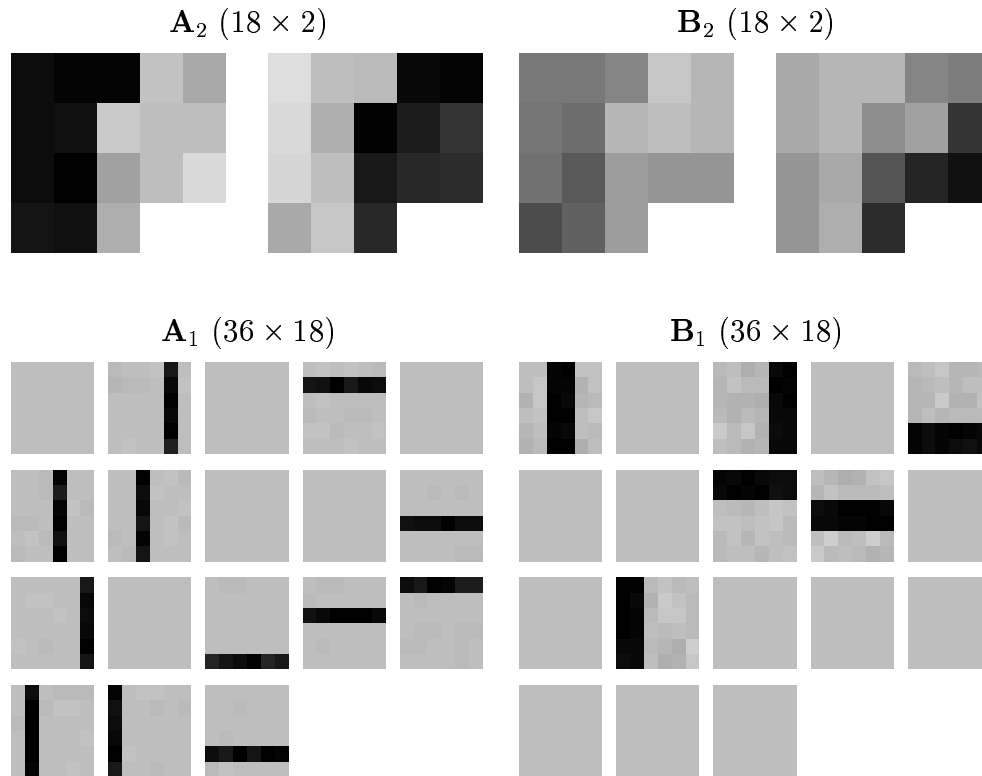 A₂ (18 × 2)
B₂ (18 × 2)
A₁ (36 × 18)
B₁ (36 × 18)